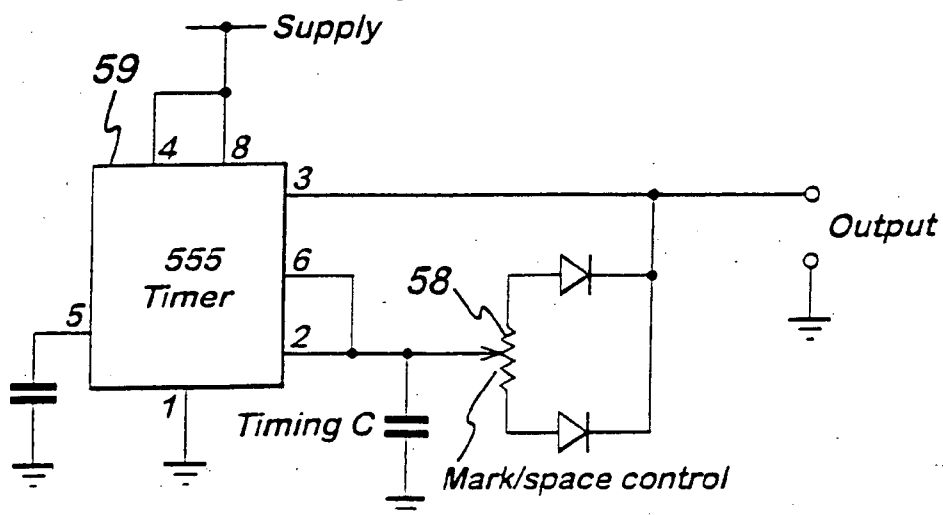 Supply
59
4
8
3
Output
555
Timer
6
58
5
2
1
Timing C
Mark/space control